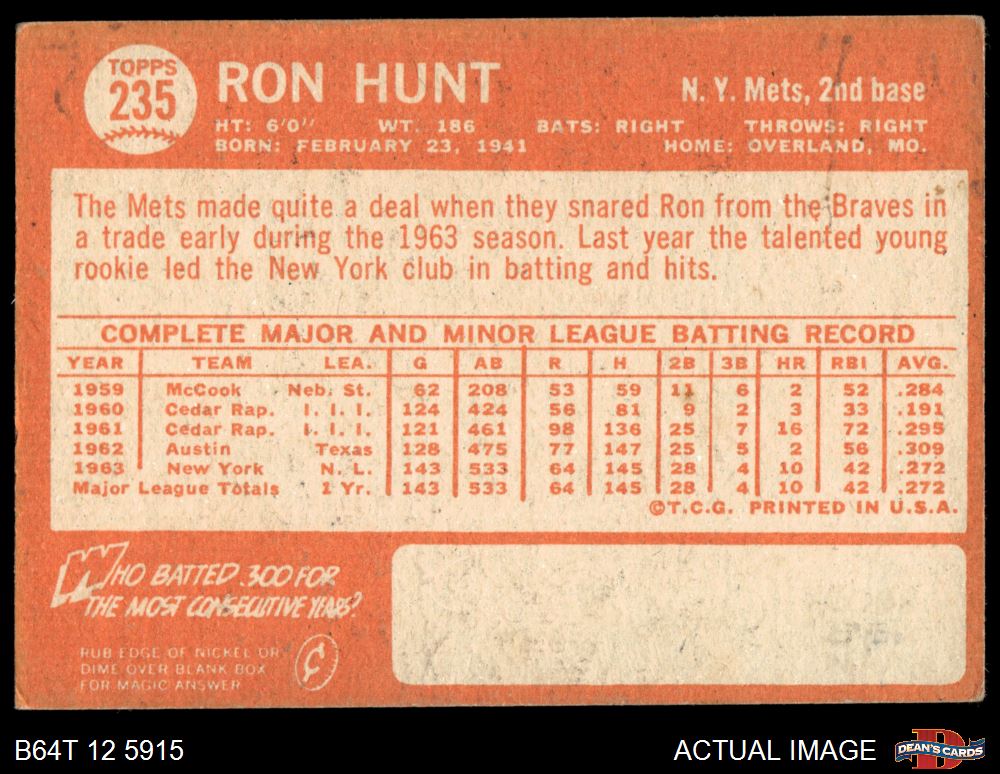 TOPPS
235
RON HUNT
N. Y. Mets, 2nd base
HT: 6'0" WT. 186 BATS: RIGHT THROWS: RIGHT
BORN: FEBRUARY 23, 1941 HOME: OVERLAND, MO.
The Mets made quite a deal when they snared Ron from the Braves in
a trade early during the 1963 season. Last year the talented young
rookie led the New York club in batting and hits.
COMPLETE MAJOR AND MINOR LEAGUE BATTING RECORD
YEAR TEAM LEA. G AB R H 2B 3B HR RBI AVG.
1959 McCook Neb. St. 62 208 53 59 11 6 2 52 .284
1960 Cedar Rap. I. I. I. 124 424 56 81 9 2 3 33 .191
1961 Cedar Rap. I. I. I. 121 461 98 136 25 7 16 72 .295
1962 Austin Texas 128 475 77 147 25 5 2 56 .309
1963 New York N. L. 143 533 64 145 28 4 10 42 .272
Major League Totals 1 Yr. 143 533 64 145 28 4 10 42 .272
©T.C.G. PRINTED IN U.S.A.
WHO BATTED .300 FOR
THE MOST CONSECUTIVE YEARS?
RUB EDGE OF NICKEL OR
DIME OVER BLANK BOX
FOR MAGIC ANSWER
¢
B64T 12 5915
ACTUAL IMAGE
DEAN'S CARDS